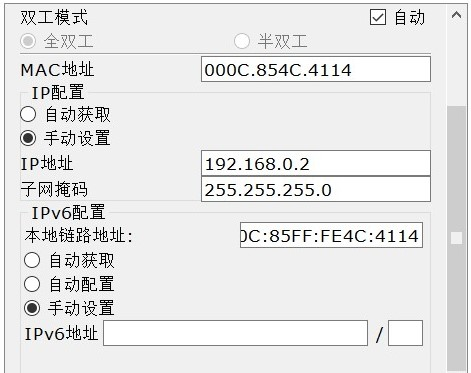 双工模式 自动
全双工 半双工
MAC地址 000C.854C.4114
IP配置
自动获取
手动设置
IP地址 192.168.0.2
子网掩码 255.255.255.0
IPv6配置
本地链路地址: 0C:85FF:FE4C:4114
自动获取
自动配置
手动设置
IPv6地址 /